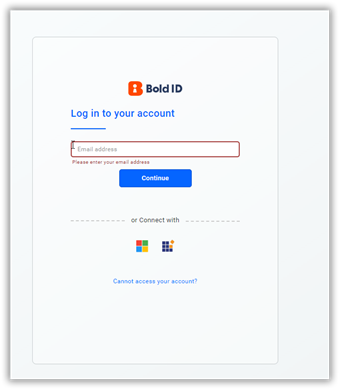 Bold ID
Log in to your account
Email address
Please enter your email address
Continue
or Connect with
Cannot access your account?